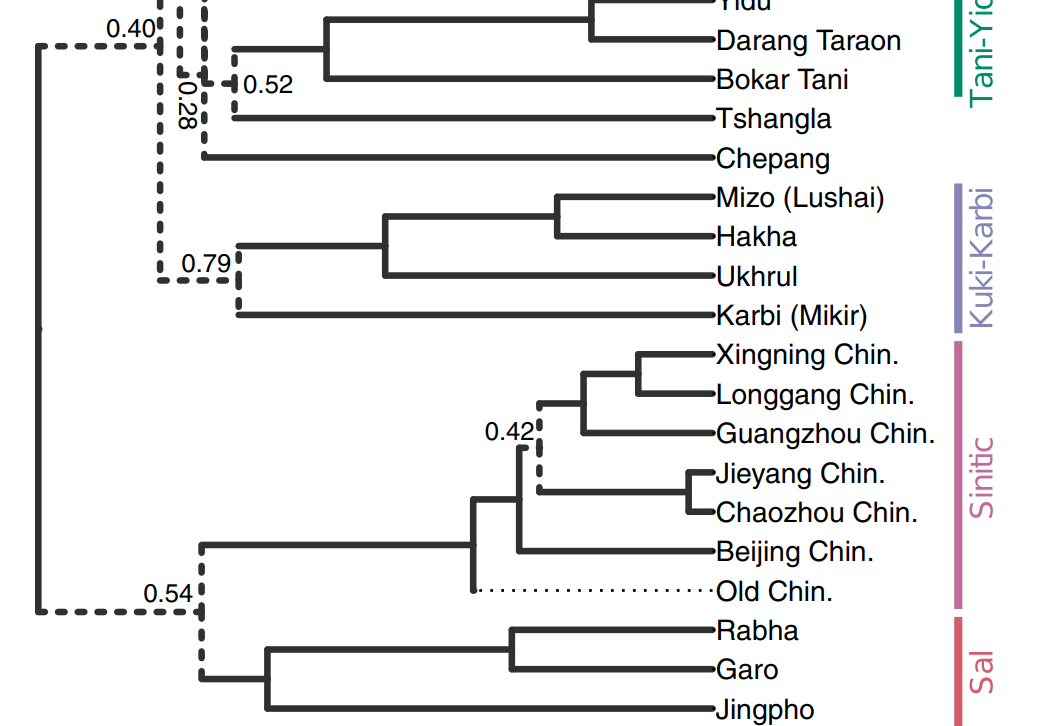 Yidu
0.40
Darang Taraon
Bokar Tani
0.52
0.28
Tshangla
Chepang
Mizo (Lushai)
Hakha
0.79
Ukhrul
Karbi (Mikir)
Kuki-Karbi
Xingning Chin.
Longgang Chin.
0.42
Guangzhou Chin.
Jieyang Chin.
Chaozhou Chin.
Beijing Chin.
Old Chin.
Sinitic
0.54
Rabha
Garo
Jingpho
Sal